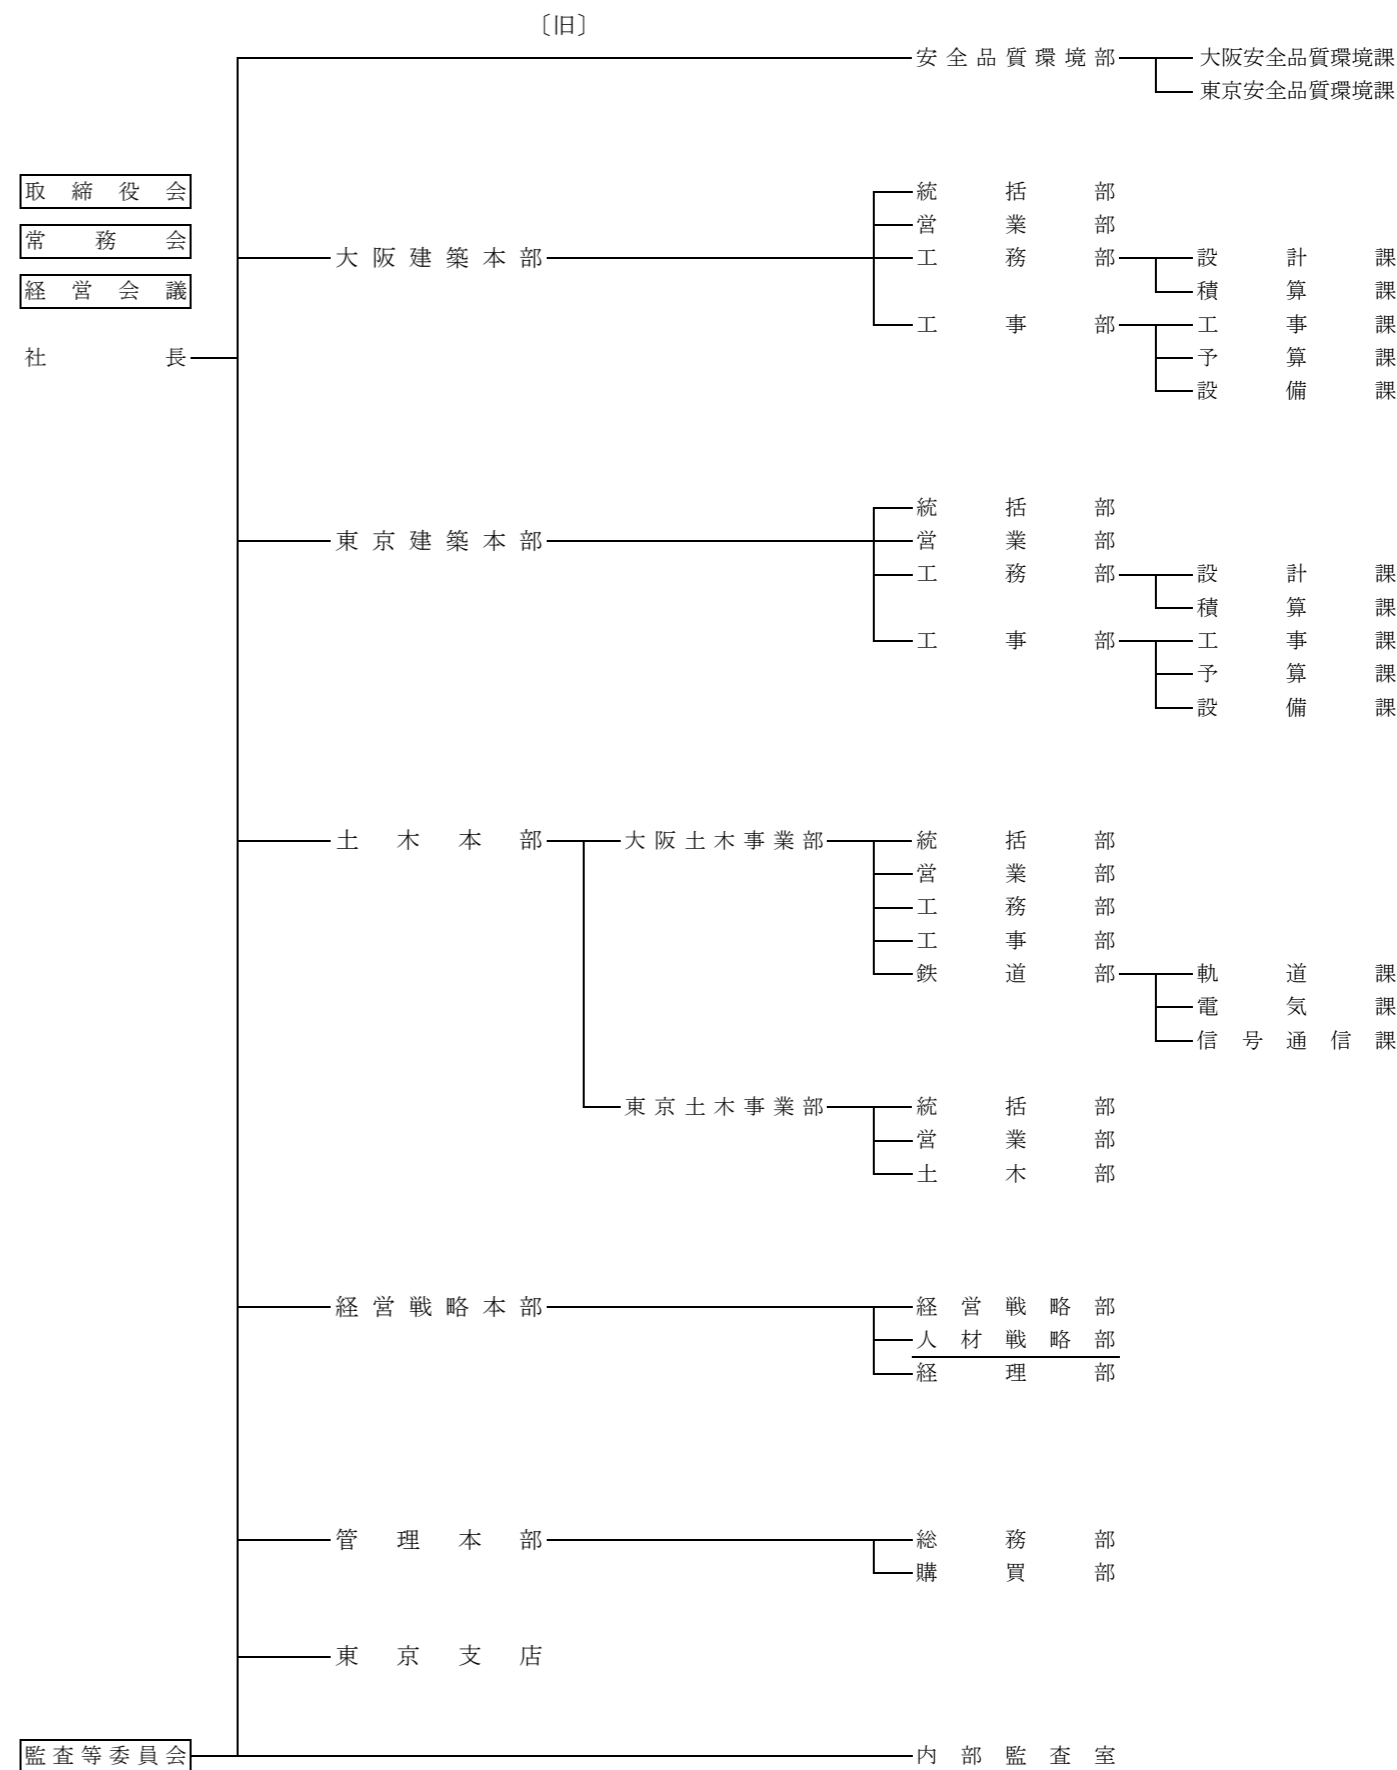 〔旧〕
安全品質環境部 大阪安全品質環境課
東京安全品質環境課
取締役会 統括部
常務会 営業部
大阪建築本部 工務部 設計課
経営会議 積算課
工事部 工事課
社長 予算課
設備課
統括部
東京建築本部 営業部
工務部 設計課
積算課
工事部 工事課
予算課
設備課
土木本部 大阪土木事業部 統括部
営業部
工務部
工事部
鉄道部 軌道課
電気課
信号通信課
東京土木事業部 統括部
営業部
土木部
経営戦略本部 経営戦略部
人材戦略部
経理部
管理本部 総務部
購買部
東京支店
監査等委員会 内部監査室